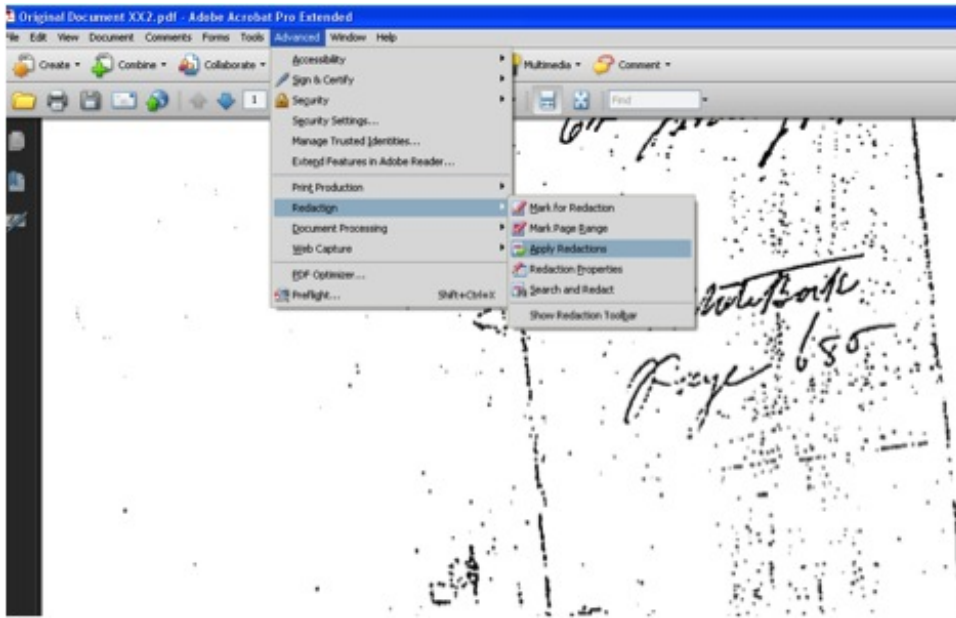 Original Document XX2.pdf - Adobe Acrobat Pro Extended
File Edit View Document Comments Forms Tools Advanced Window Help
Create Combine Collaborate Multimedia Comment
1 Find
Accessibility
Sign & Certify
Security
Security Settings...
Manage Trusted Identities...
Extend Features in Adobe Reader...
Print Production
Redaction
Document Processing
Web Capture
PDF Optimizer...
Preflight... Shift+Ctrl+X
Mark for Redaction
Mark Page Range
Apply Redactions
Redaction Properties
Search and Redact
Show Redaction Toolbar
Note Book
Page 680